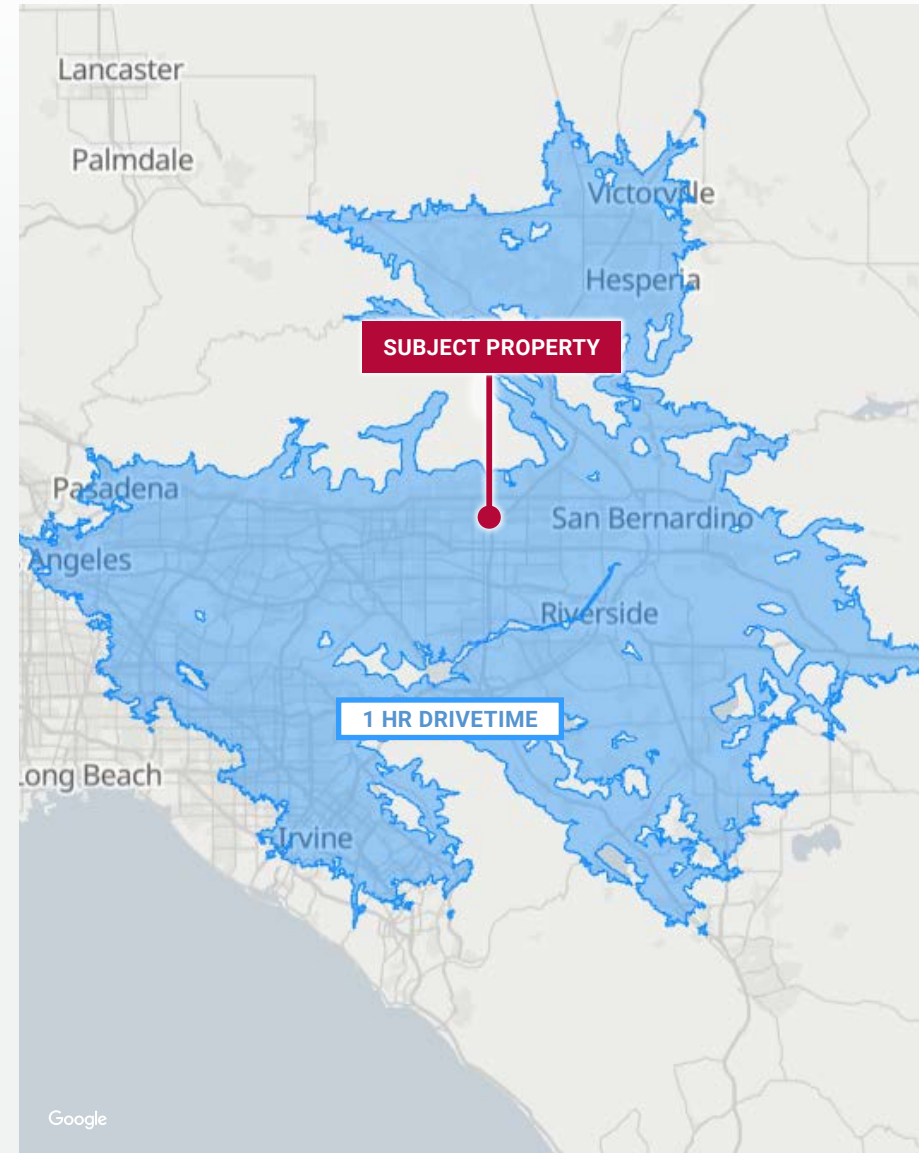 Lancaster
Palmdale
Victorville
Hesperia
SUBJECT PROPERTY
Pasadena
San Bernardino
Angeles
Riverside
1 HR DRIVETIME
Long Beach
Irvine
Google